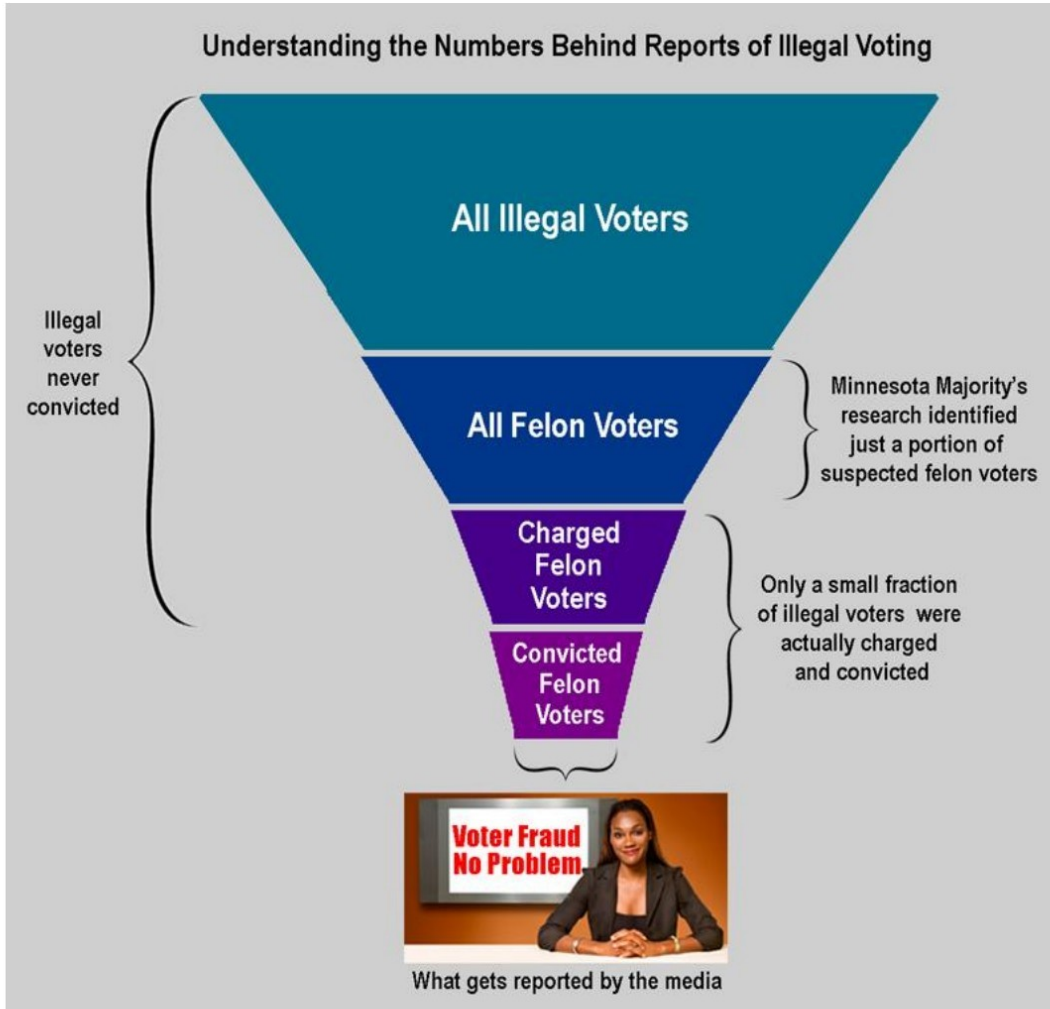 Understanding the Numbers Behind Reports of Illegal Voting
All Illegal Voters
Illegal
voters
never
convicted
All Felon Voters
Minnesota Majority’s
research identified
just a portion of
suspected felon voters
Charged
Felon
Voters
Only a small fraction
of illegal voters were
actually charged
and convicted
Convicted
Felon
Voters
Voter Fraud
No Problem
What gets reported by the media